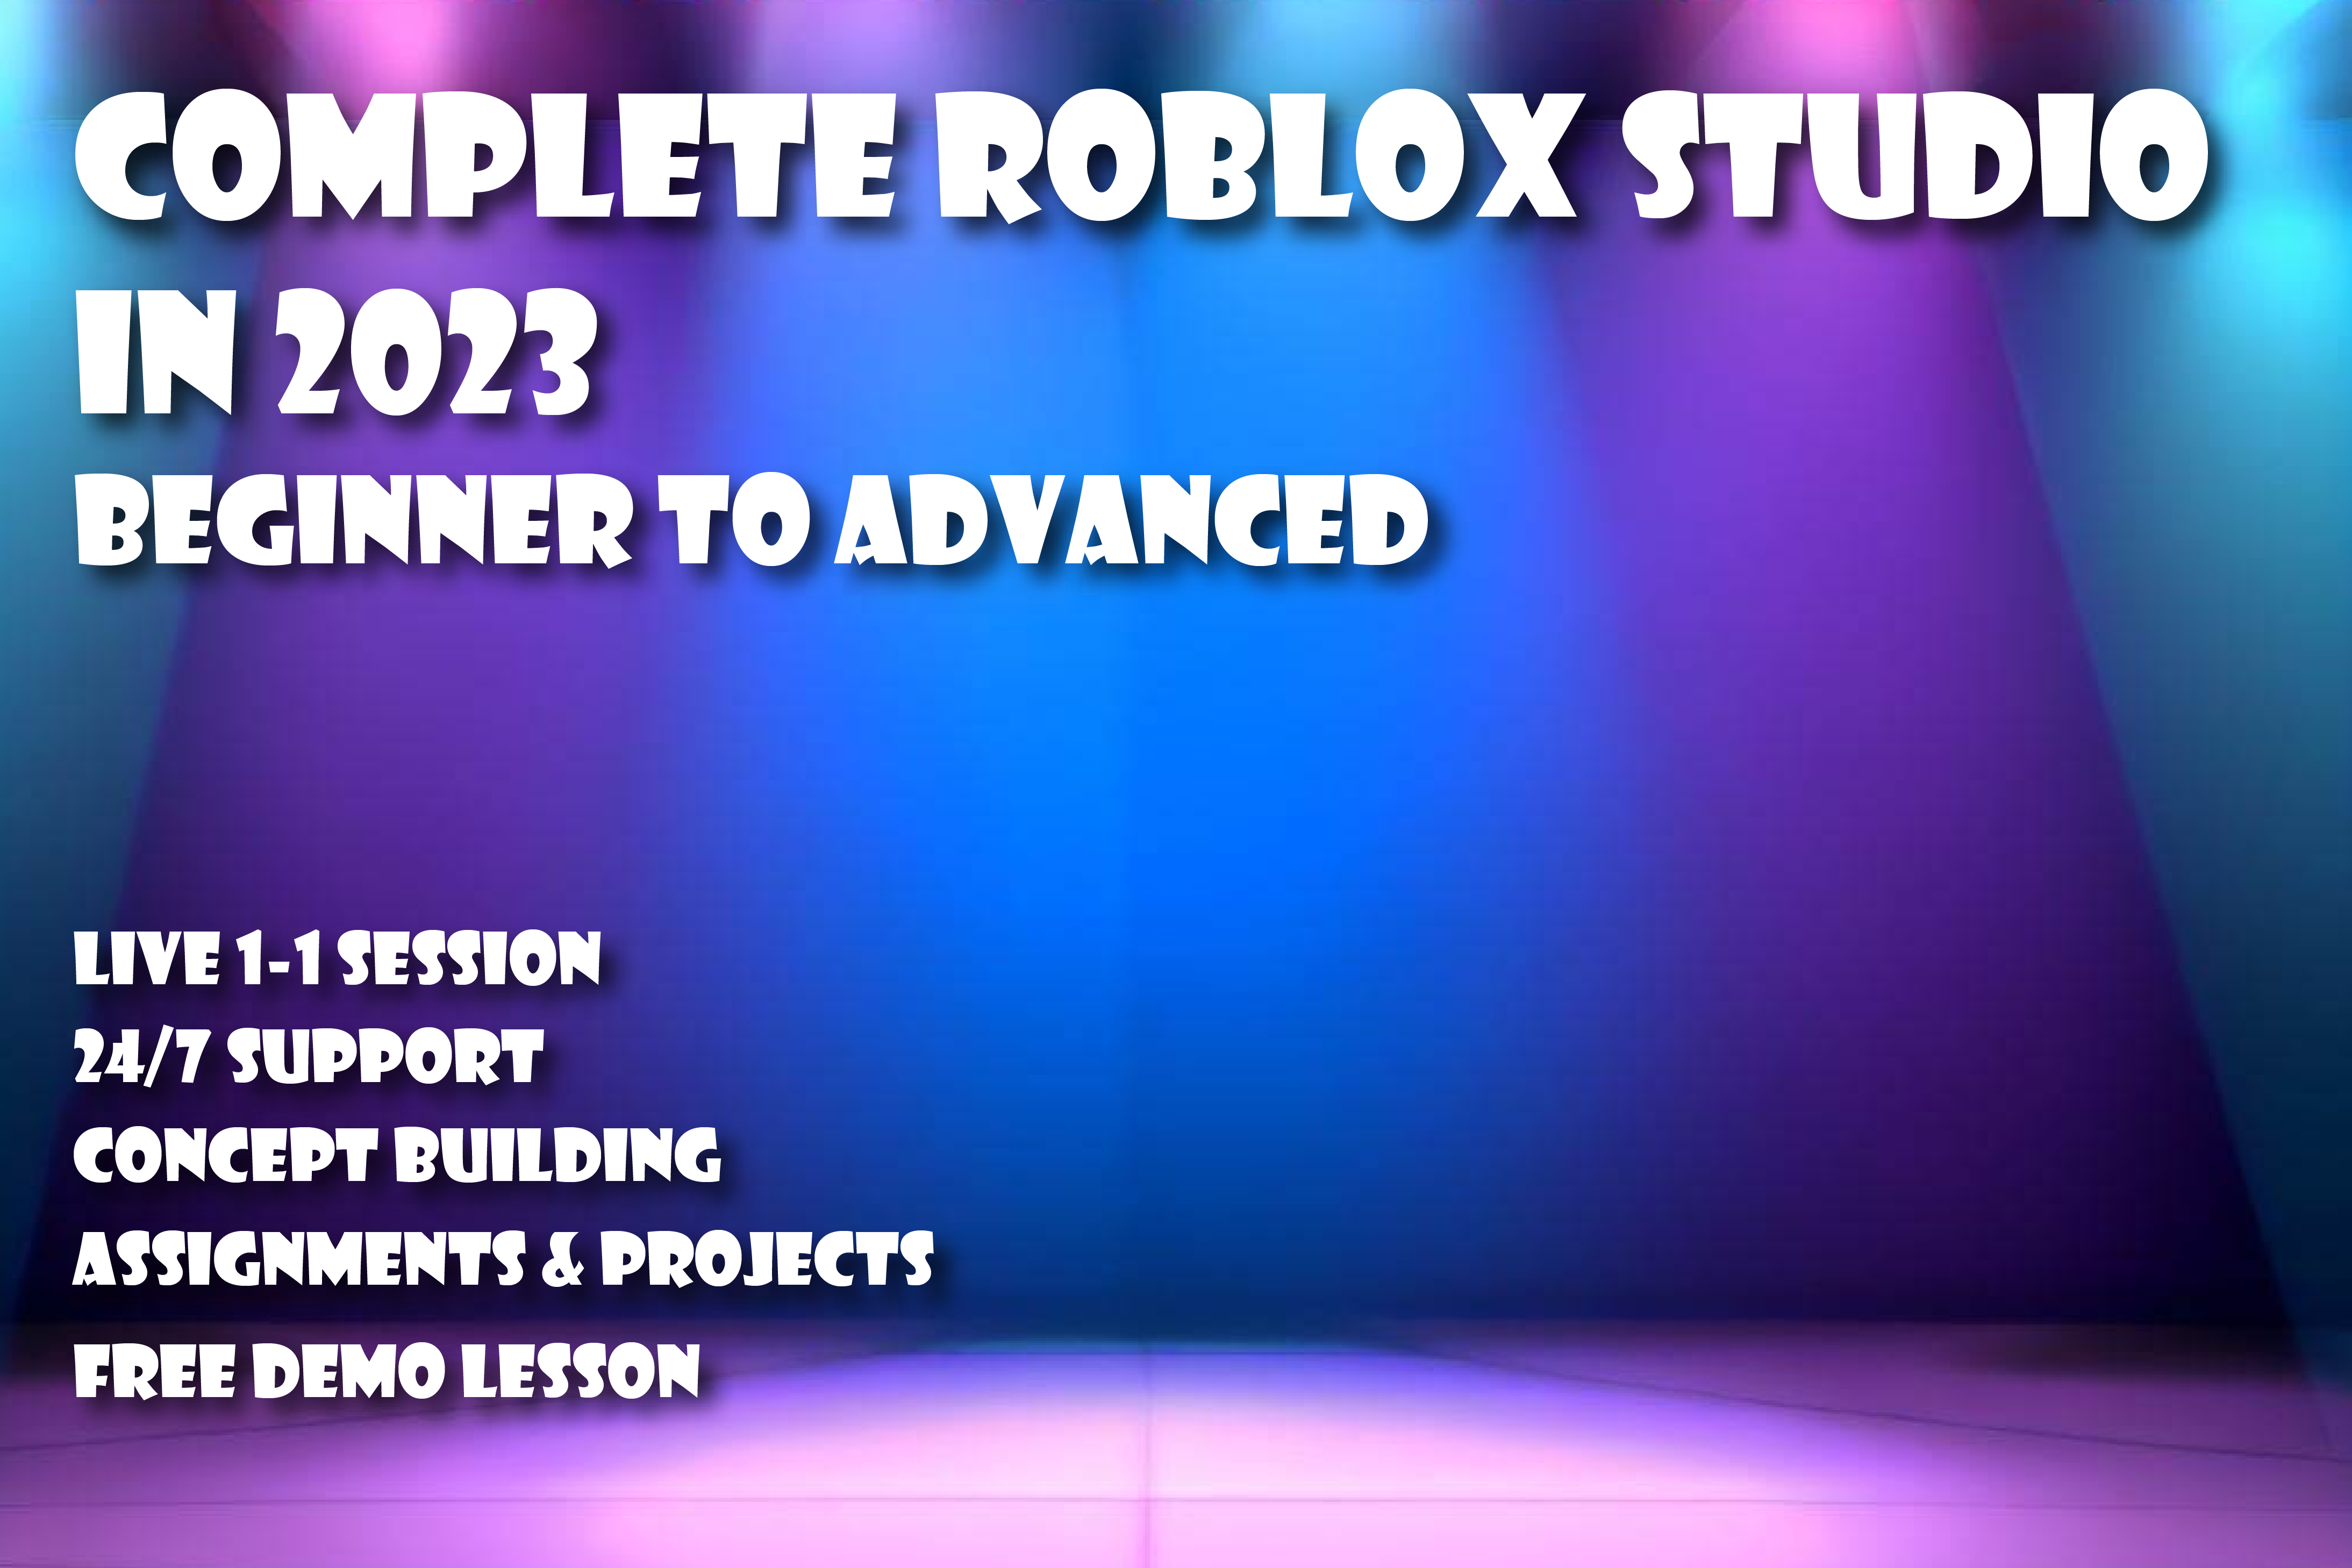 COMPLETE ROBLOX STUDIO
IN 2023
BEGINNER TO ADVANCED
LIVE 1-1 SESSION
24/7 SUPPORT
CONCEPT BUILDING
ASSIGNMENTS & PROJECTS
FREE DEMO LESSON